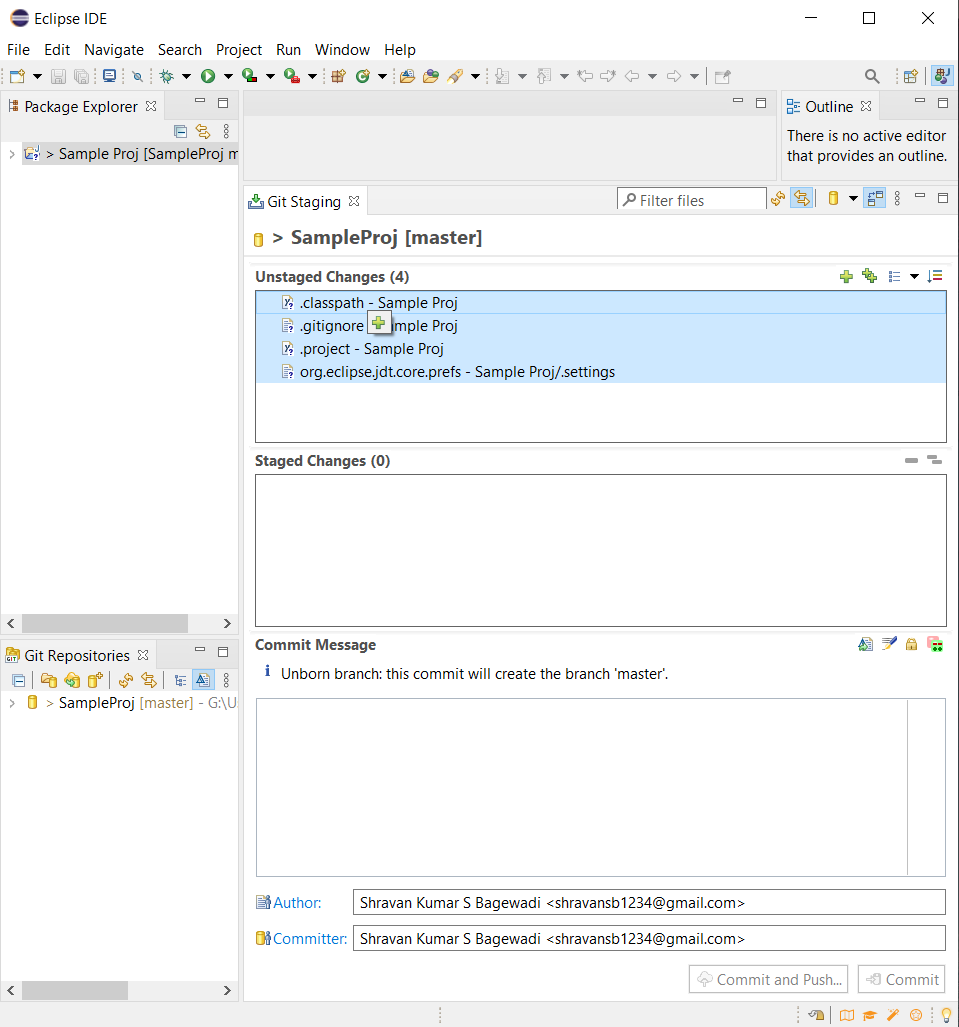 Eclipse IDE
File Edit Navigate Search Project Run Window Help
Package Explorer
> Sample Proj [SampleProj m
Outline
There is no active editor
that provides an outline.
Git Staging
Filter files
> SampleProj [master]
Unstaged Changes (4)
.classpath - Sample Proj
.gitignore mple Proj
.project - Sample Proj
org.eclipse.jdt.core.prefs - Sample Proj/.settings
Staged Changes (0)
Commit Message
Unborn branch: this commit will create the branch 'master'.
Author: Shravan Kumar S Bagewadi <shravansb1234@gmail.com>
Committer: Shravan Kumar S Bagewadi <shravansb1234@gmail.com>
Commit and Push... Commit
Git Repositories
> SampleProj [master] - G:\U